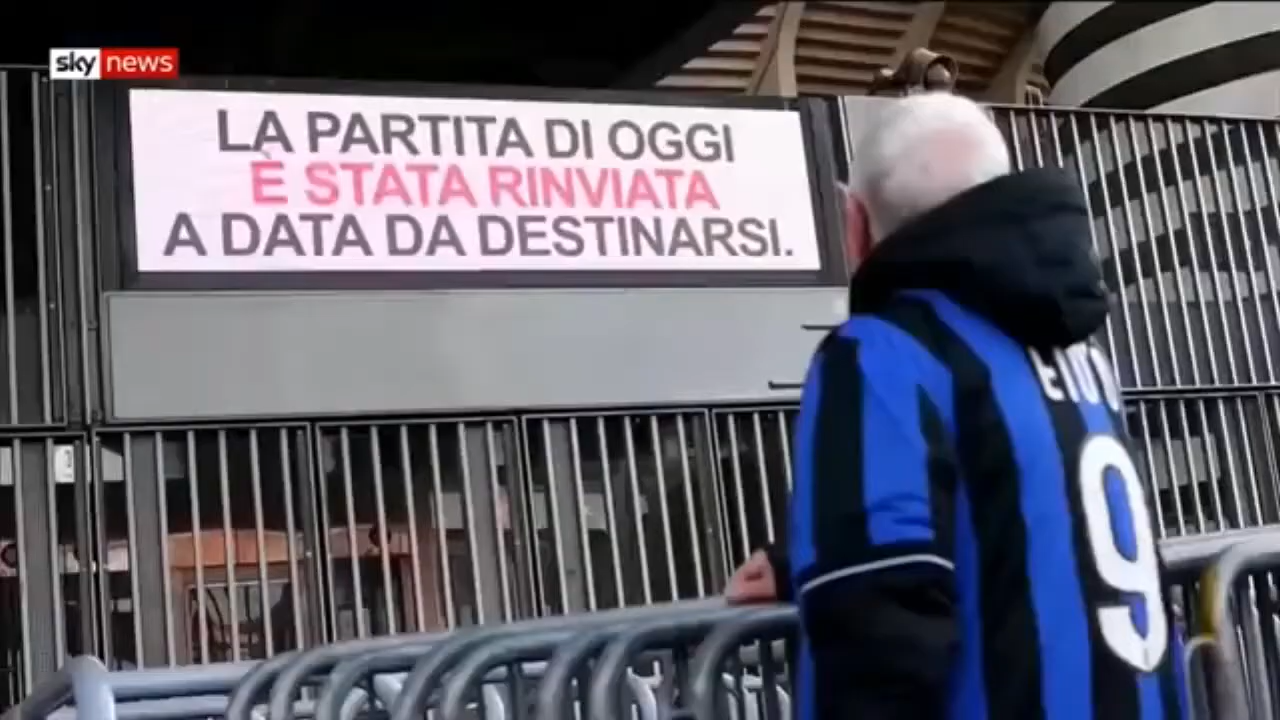 sky news
LA PARTITA DI OGGI
È STATA RINVIATA
A DATA DA DESTINARSI.
9